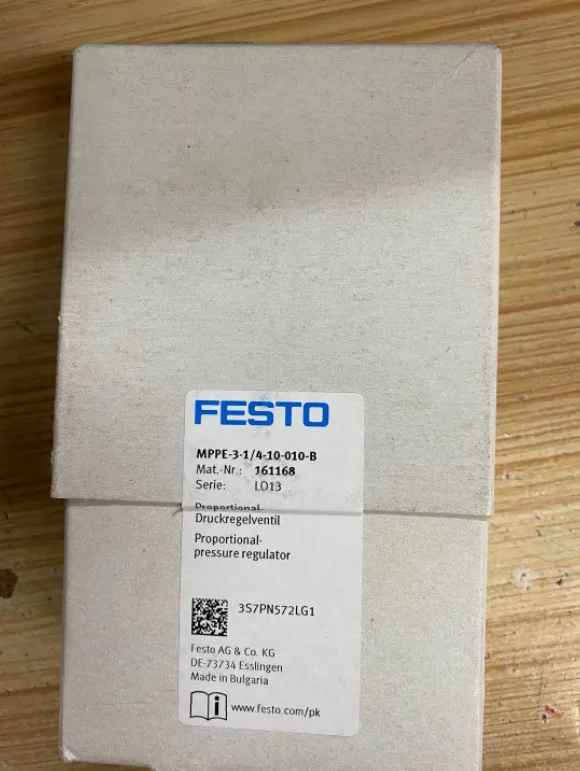 FESTO
MPPE-3-1/4-10-010-B
Mat.-Nr.: 161168
Serie: LO13
Proportional-
Druckregelventil
Proportional-
pressure regulator
3S7PN572LG1
Festo AG & Co. KG
DE-73734 Esslingen
Made in Bulgaria
i www.festo.com/pk